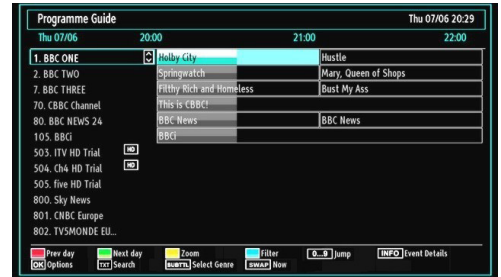 Programme Guide Thu 07/06 20:29
Thu 07/06 20:00 21:00 22:00
1. BBC ONE Holby City Hustle
2. BBC TWO Springwatch Mary, Queen of Shops
7. BBC THREE Filthy Rich and Homeless Bust My Ass
70. CBBC Channel This is CBBC!
80. BBC NEWS 24 BBC News BBC News
105. BBCi BBCi
503. ITV HD Trial HD
504. Ch4 HD Trial HD
505. five HD Trial
800. Sky News
801. CNBC Europe
802. TV5MONDE EU...
Prev day Next day Zoom Filter 0...9 Jump INFO Event Details
OK Options TXT Search SUBTTL Select Genre SWAP Now